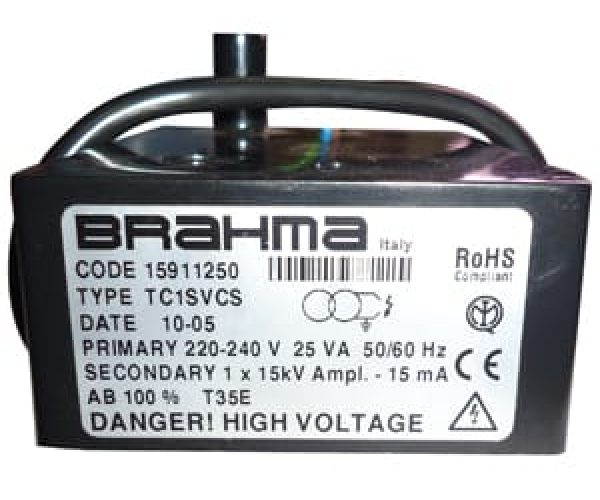 BRAHMA Italy
CODE 15911250
RoHS
Compliant
TYPE TC1SVCS
DATE 10-05
PRIMARY 220-240 V 25 VA 50/60 Hz
SECONDARY 1 x 15kV Ampl. - 15 mA
CE
AB 100 % T35E
DANGER! HIGH VOLTAGE